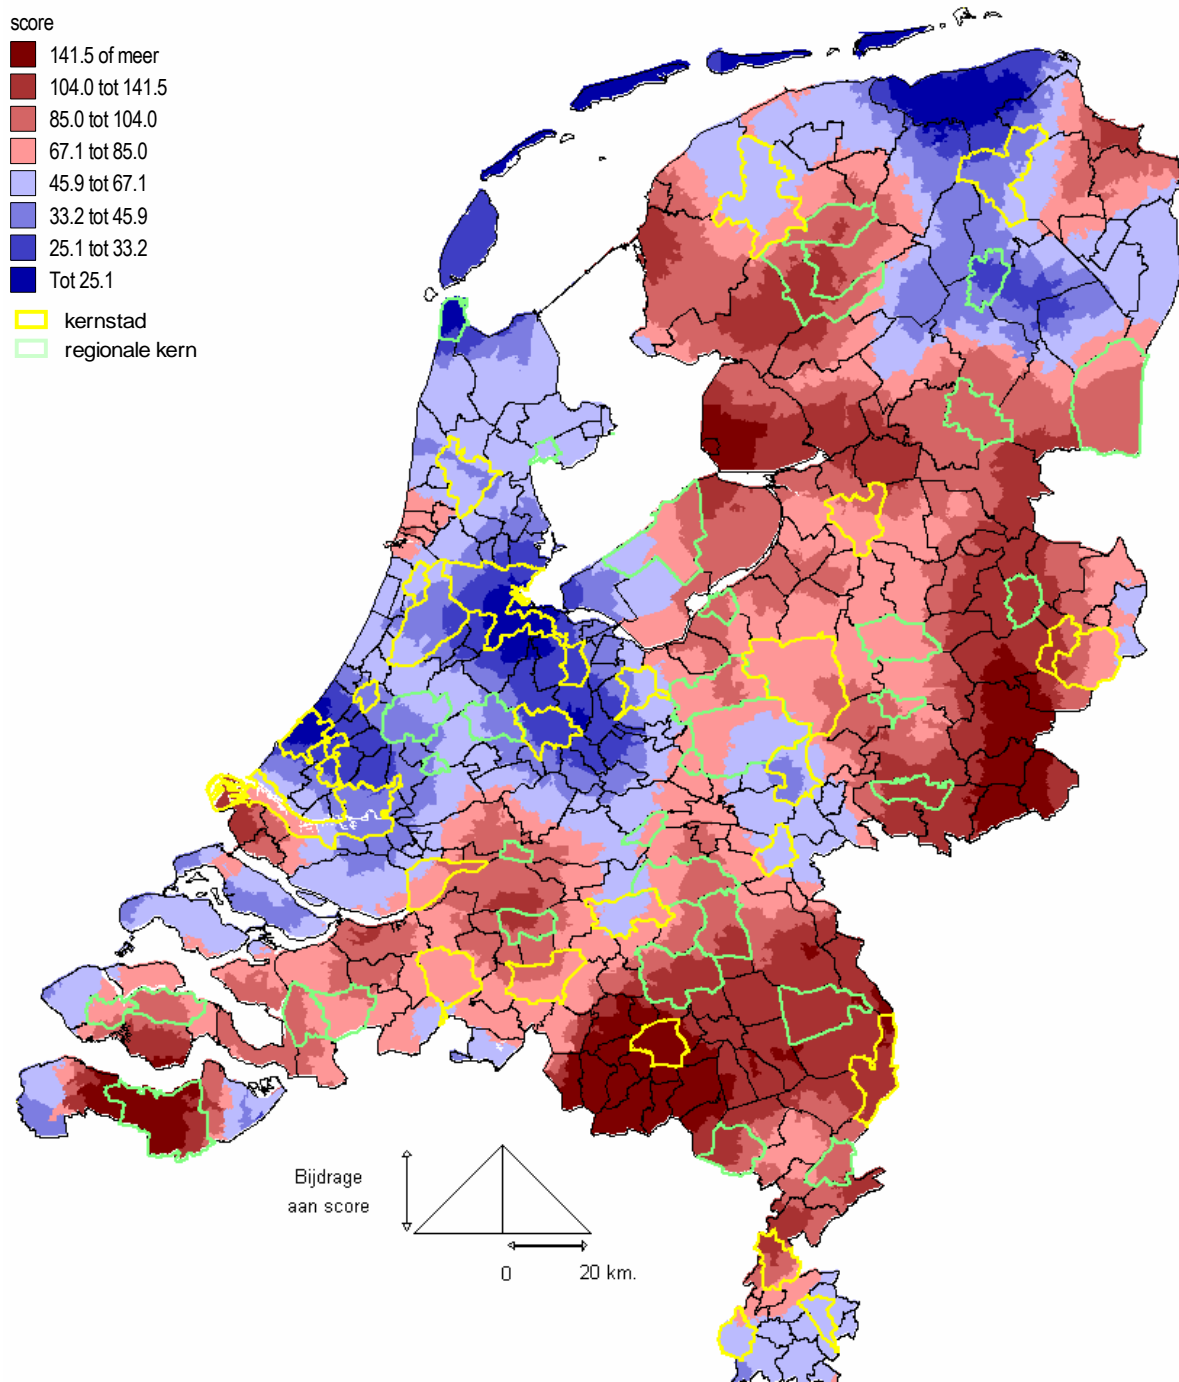 score
141.5 of meer
104.0 tot 141.5
85.0 tot 104.0
67.1 tot 85.0
45.9 tot 67.1
33.2 tot 45.9
25.1 tot 33.2
Tot 25.1
kernstad
regionale kern
Bijdrage
aan score
0 20 km.